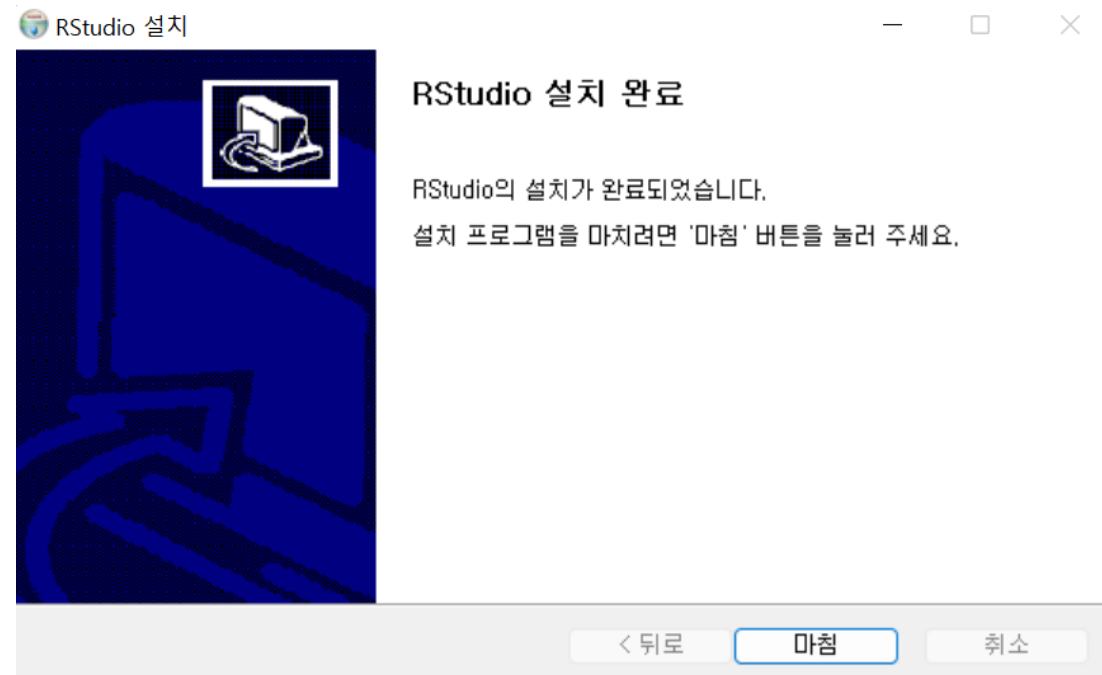 RStudio 설치
RStudio 설치 완료
RStudio의 설치가 완료되었습니다.
설치 프로그램을 마치려면 '마침' 버튼을 눌러 주세요.
< 뒤로
마침
취소